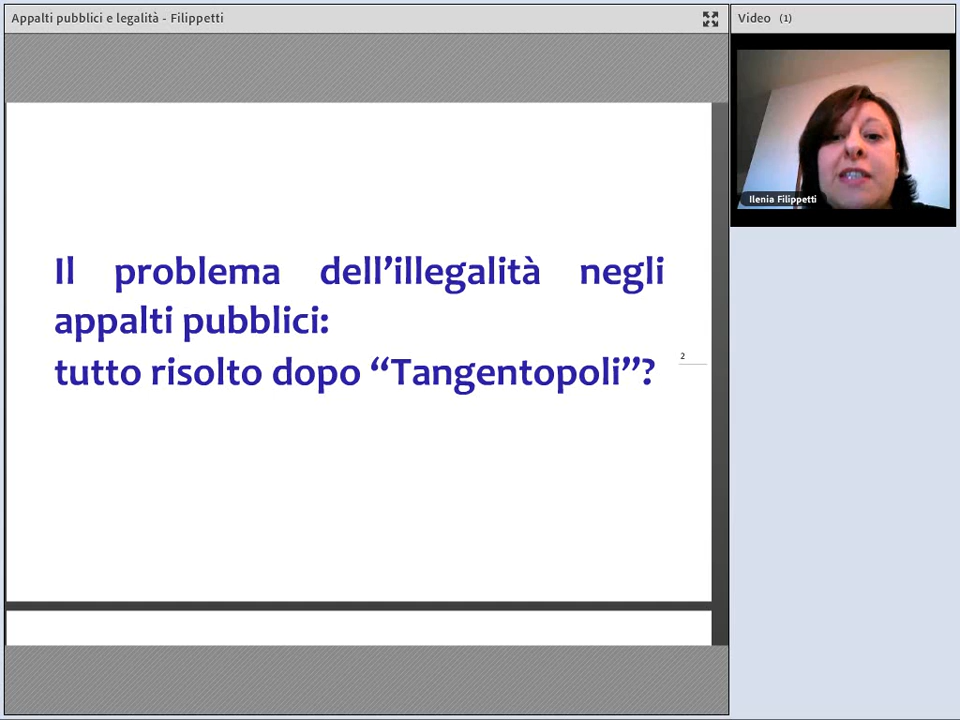 Appalti pubblici e legalità - Filippetti
Video (1)
Ilenia Filippetti
Il problema dell’illegalità negli
appalti pubblici:
tutto risolto dopo “Tangentopoli”?
2